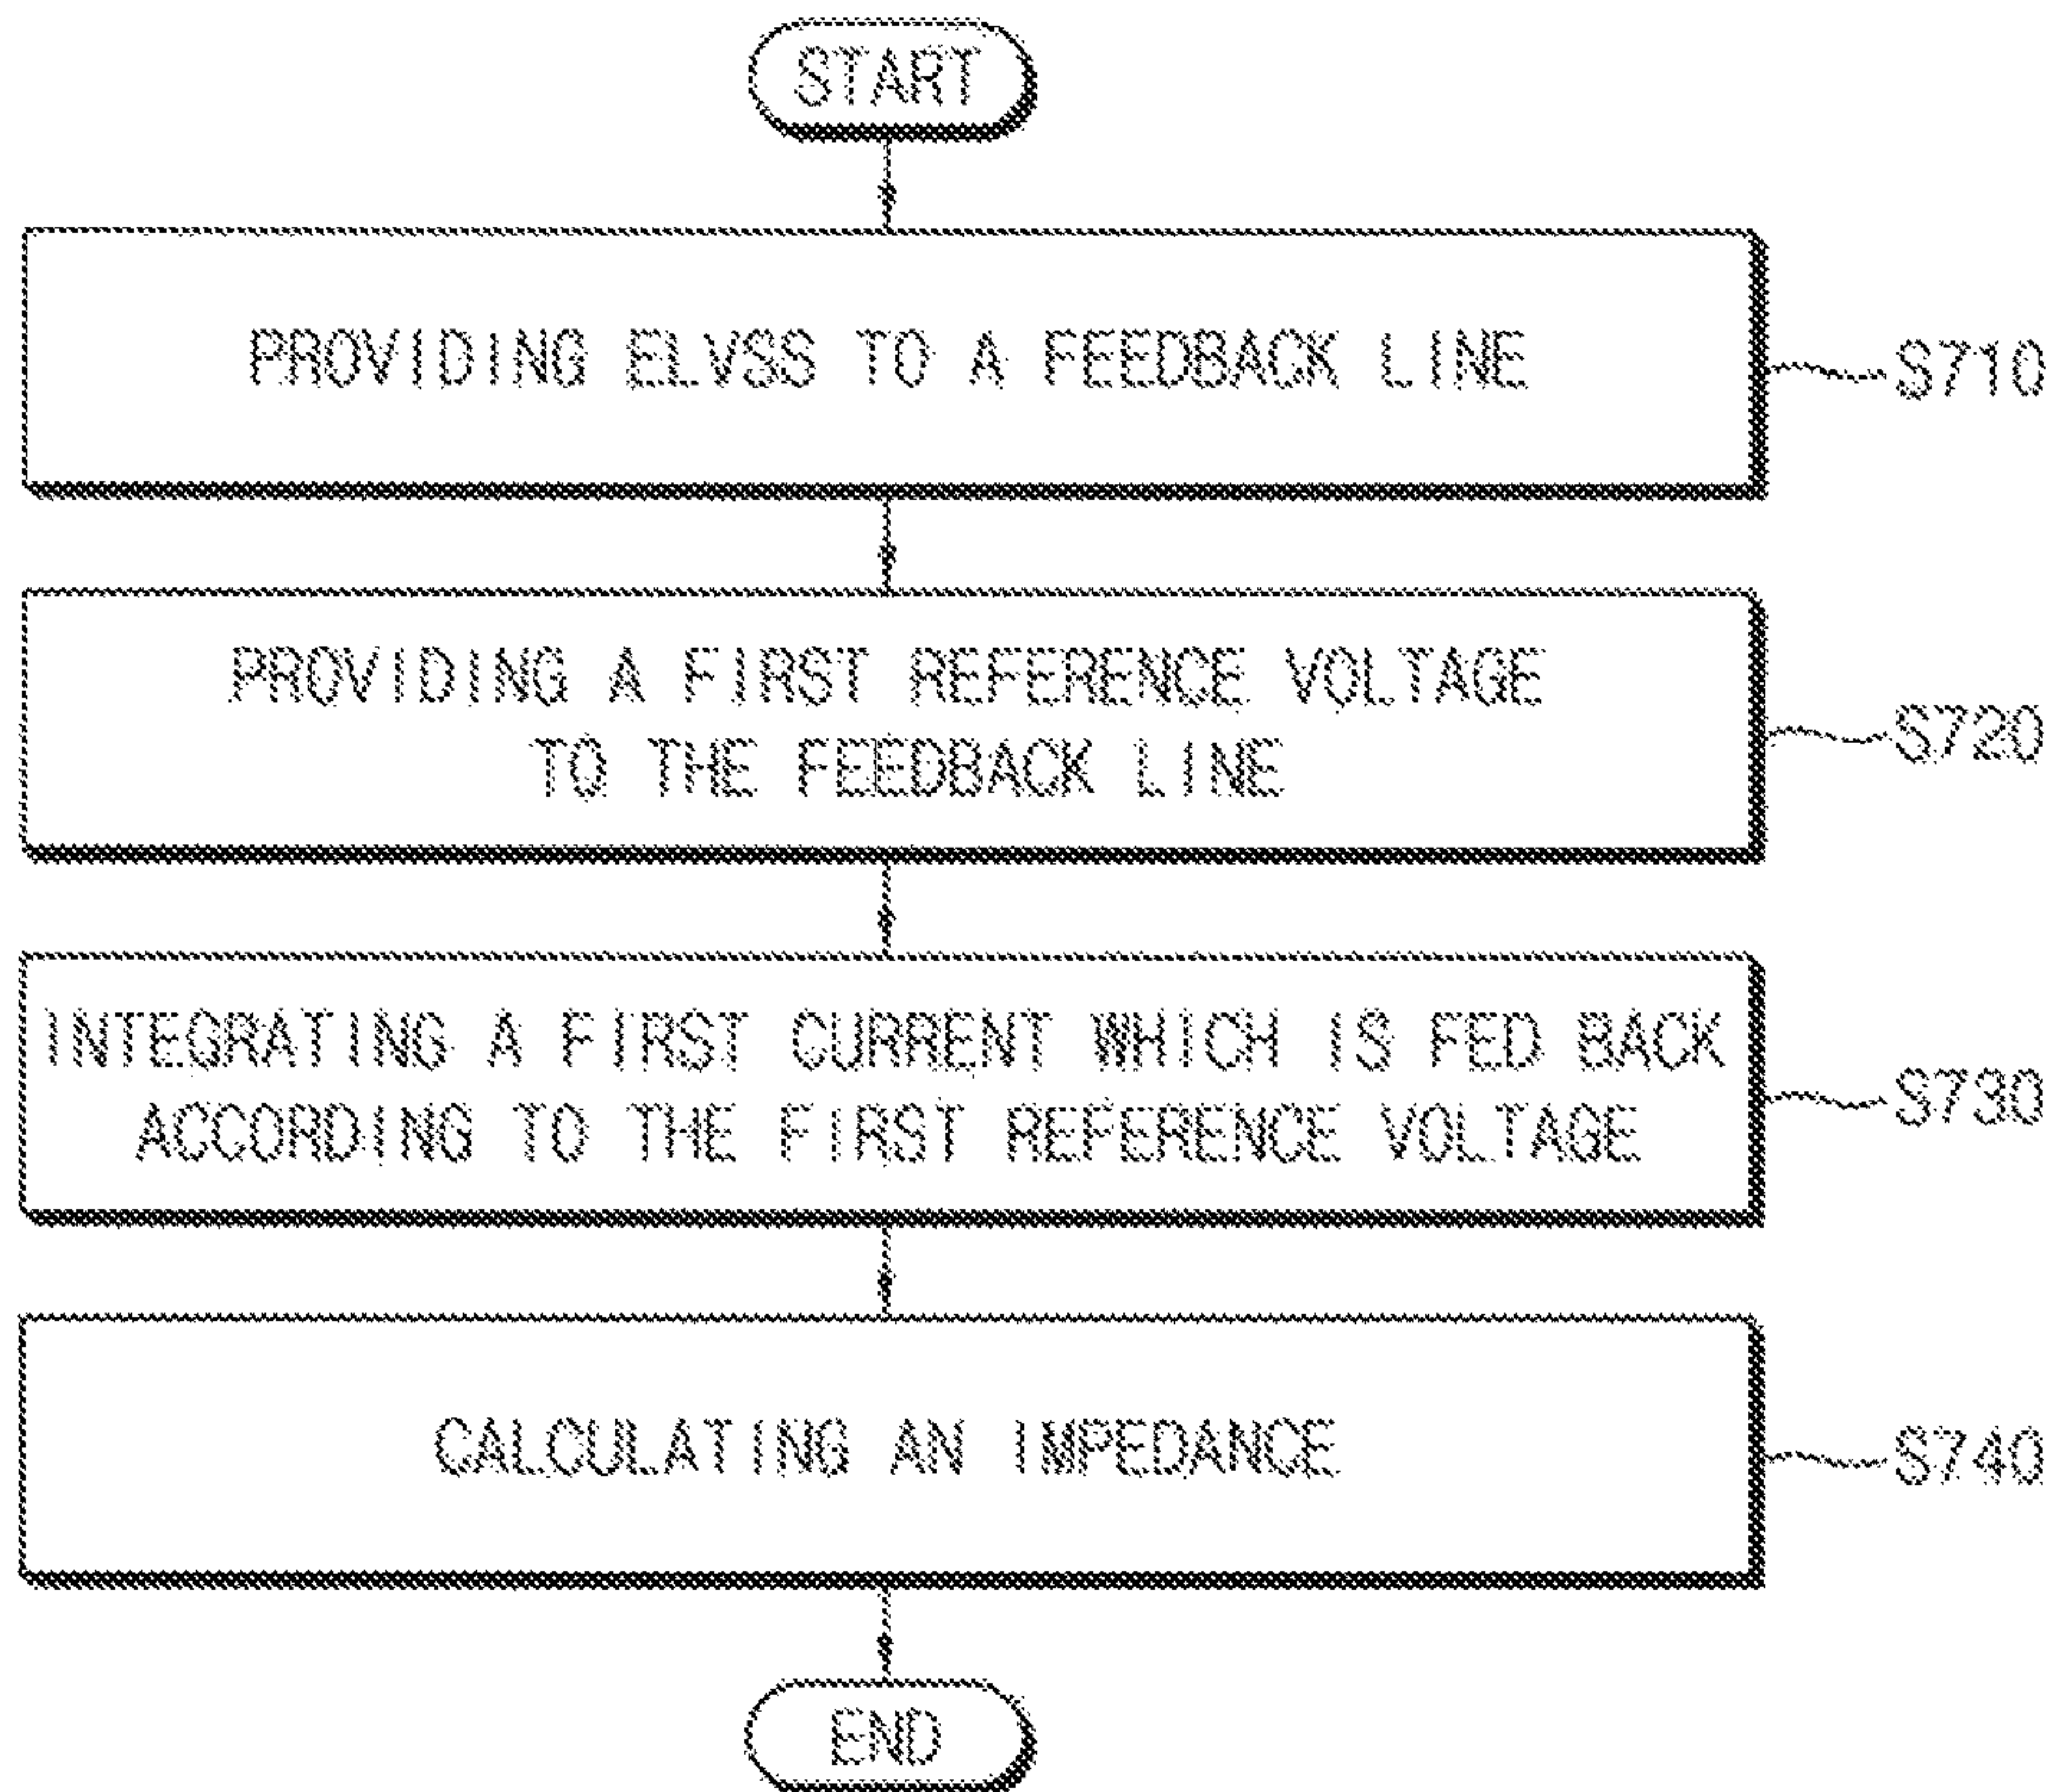 START
PROVIDING ELVSS TO A FEEDBACK LINE
S710
PROVIDING A FIRST REFERENCE VOLTAGE
TO THE FEEDBACK LINE
S720
INTEGRATING A FIRST CURRENT WHICH IS FED BACK
ACCORDING TO THE FIRST REFERENCE VOLTAGE
S730
CALCULATING AN IMPEDANCE
S740
END